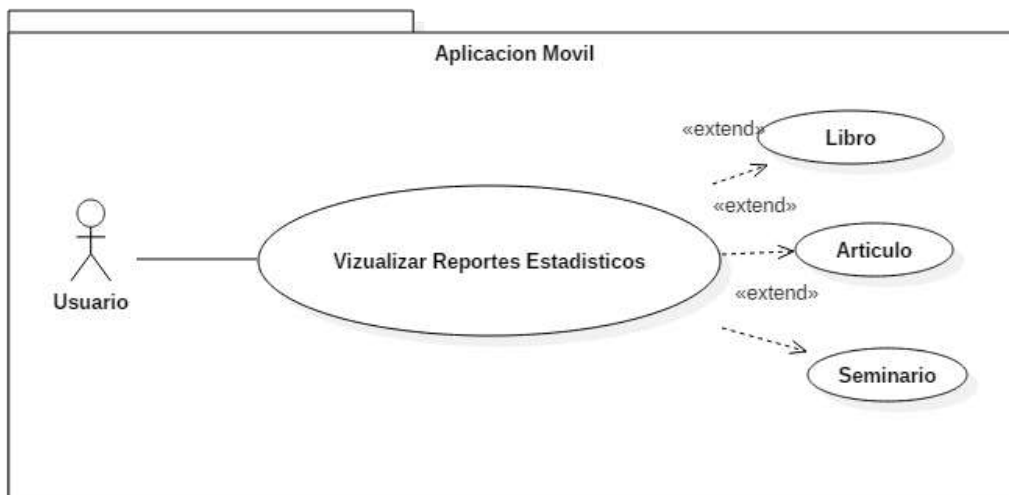 Aplicacion Movil
«extend»
Libro
«extend»
Vizualizar Reportes Estadisticos
Articulo
Usuario
«extend»
Seminario